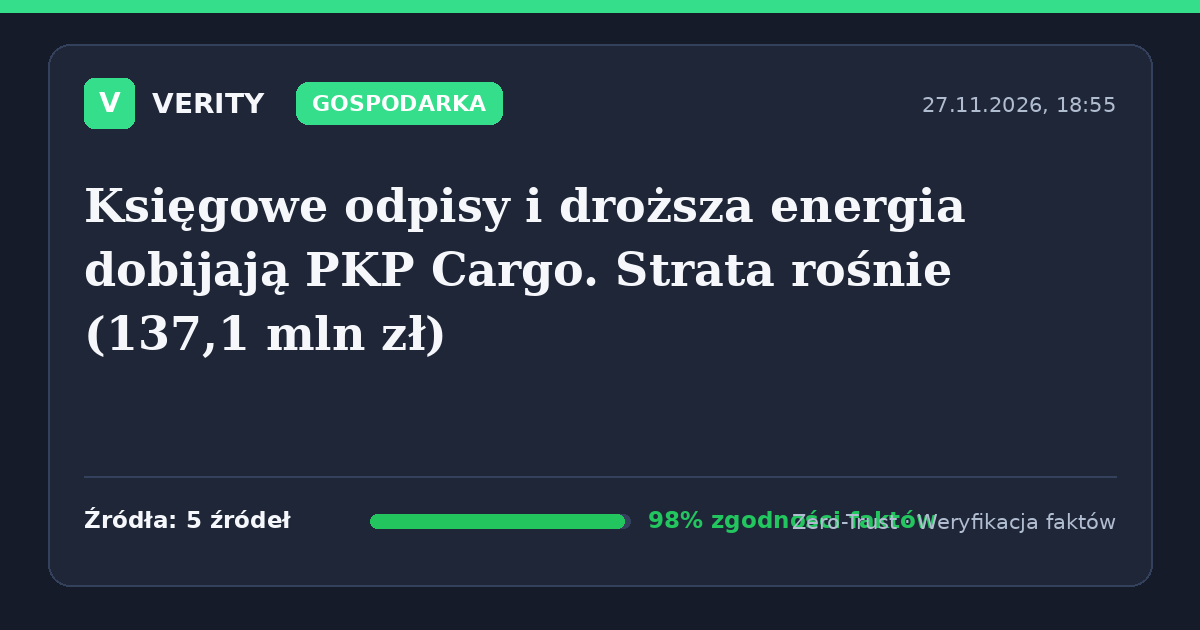 V VERITY GOSPODARKA 27.11.2026, 18:55
Księgowe odpisy i droższa energia
dobijają PKP Cargo. Strata rośnie
(137,1 mln zł)
Źródła: 5 źródeł 98% zgodności faktów Zero-Trust · Weryfikacja faktów